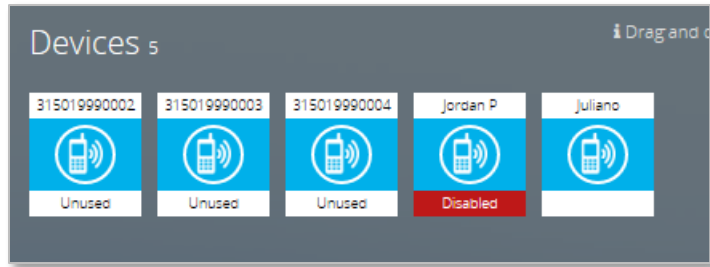 Devices 5
i Drag and
315019990002 315019990003 315019990004 Jordan P Juliano
Unused Unused Unused Disabled